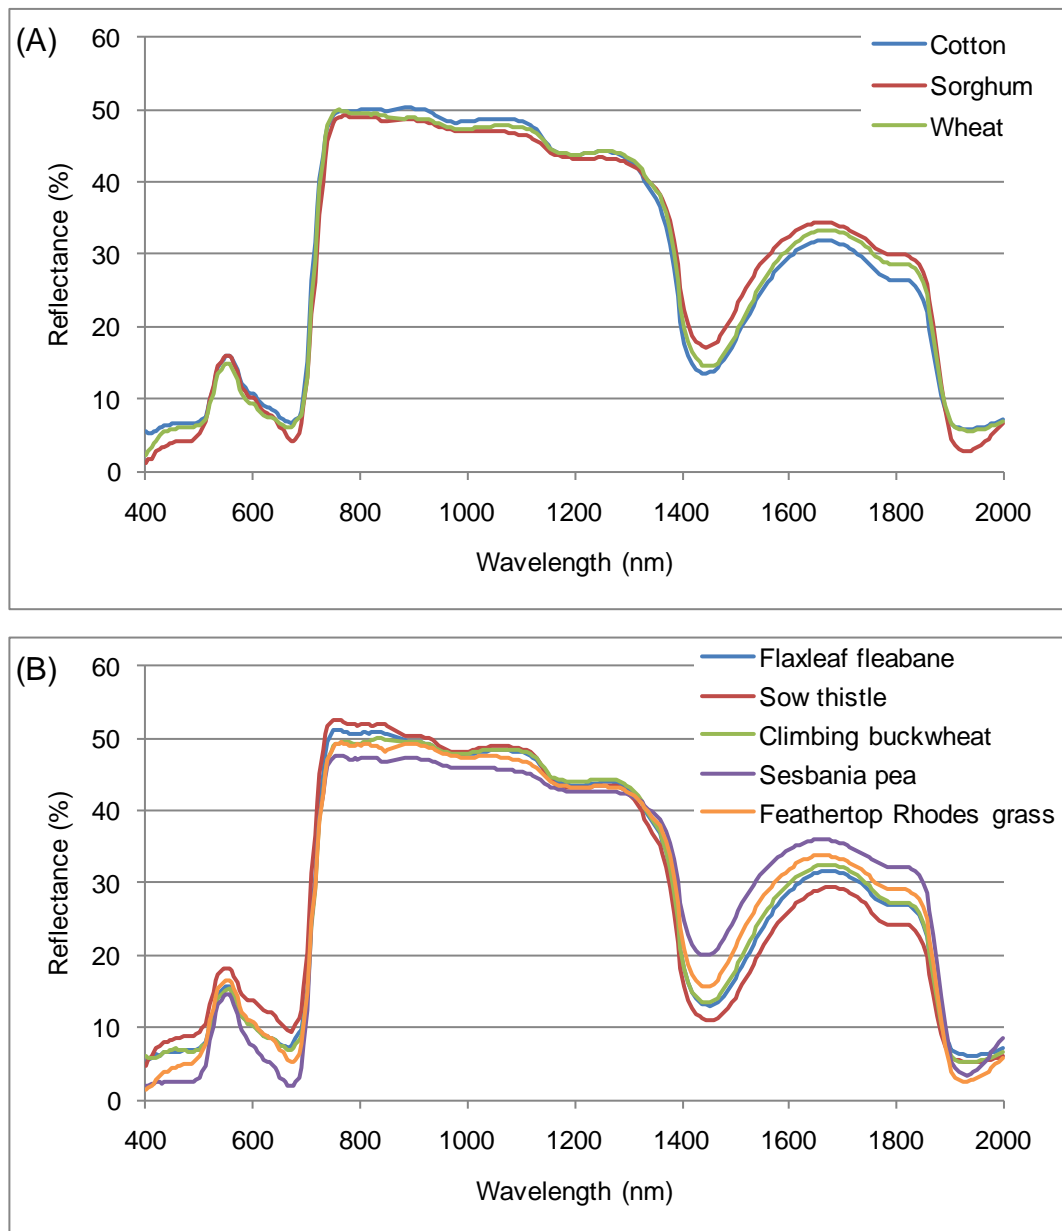 (A)
60
50
40
30
20
10
0
Reflectance (%)
Cotton
Sorghum
Wheat
400 600 800 1000 1200 1400 1600 1800 2000
Wavelength (nm)
(B)
60
50
40
30
20
10
0
Reflectance (%)
Flaxleaf fleabane
Sow thistle
Climbing buckwheat
Sesbania pea
Feathertop Rhodes grass
400 600 800 1000 1200 1400 1600 1800 2000
Wavelength (nm)